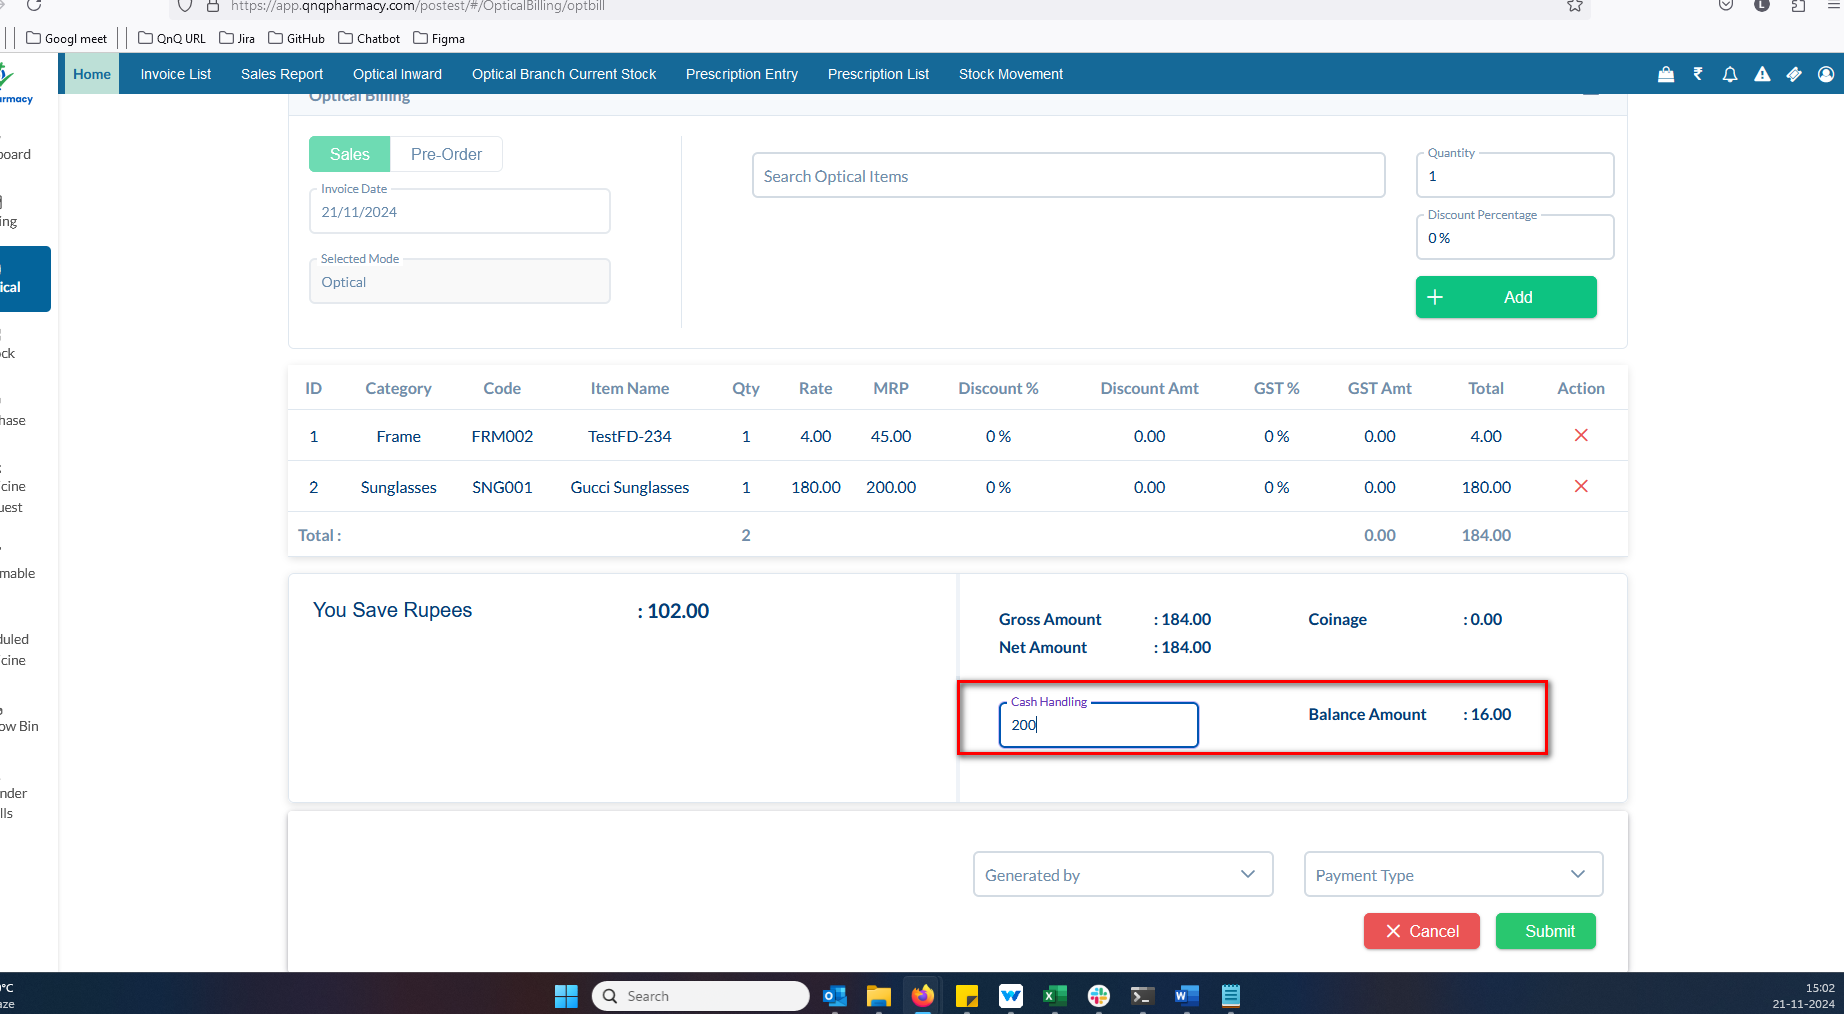 https://app.qnqpharmacy.com/postest/#/OpticalBilling/optbill
L
Googl meet QnQ URL Jira GitHub Chatbot Figma
Home Invoice List Sales Report Optical Inward Optical Branch Current Stock Prescription Entry Prescription List Stock Movement
rmacy
Optical Billing
oard
ing
ical
ck
hase
cine
uest
mable
duled
cine
ow Bin
nder
lls
Sales Pre-Order
Invoice Date
21/11/2024
Selected Mode
Optical
Search Optical Items
Quantity
1
Discount Percentage
0 %
+ Add
ID Category Code Item Name Qty Rate MRP Discount % Discount Amt GST % GST Amt Total Action
1 Frame FRM002 TestFD-234 1 4.00 45.00 0 % 0.00 0 % 0.00 4.00
2 Sunglasses SNG001 Gucci Sunglasses 1 180.00 200.00 0 % 0.00 0 % 0.00 180.00
Total : 2 0.00 184.00
You Save Rupees : 102.00
Gross Amount : 184.00 Coinage : 0.00
Net Amount : 184.00
Cash Handling
200
Balance Amount : 16.00
Generated by Payment Type
Cancel Submit
°C
aze
Search
15:02
21-11-2024